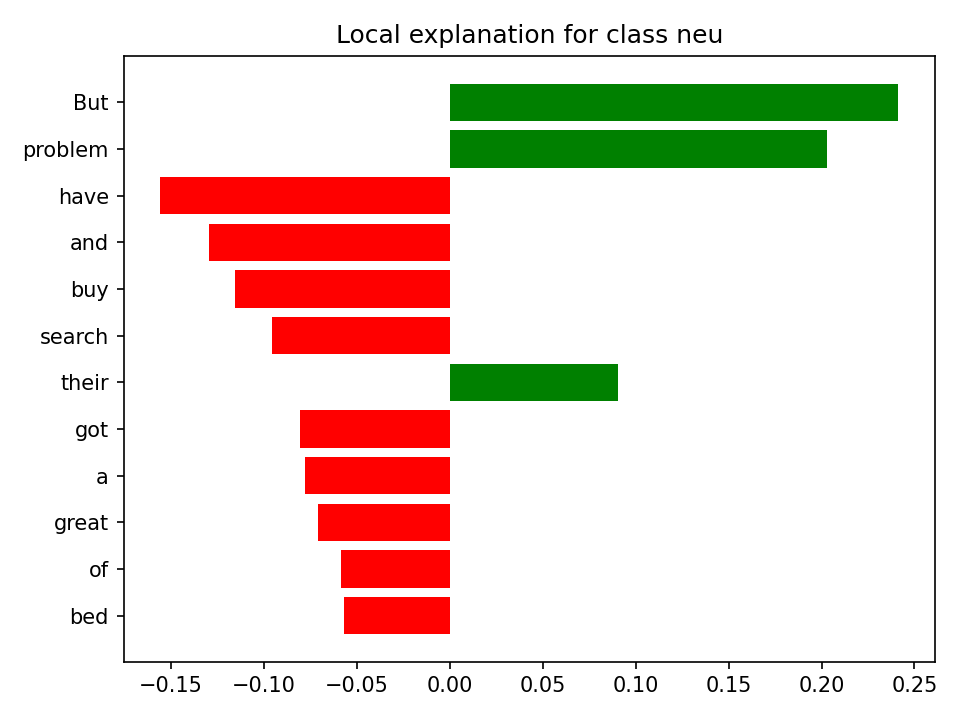 Local explanation for class neu
But
problem
have
and
buy
search
their
got
a
great
of
bed
−0.15 −0.10 −0.05 0.00 0.05 0.10 0.15 0.20 0.25